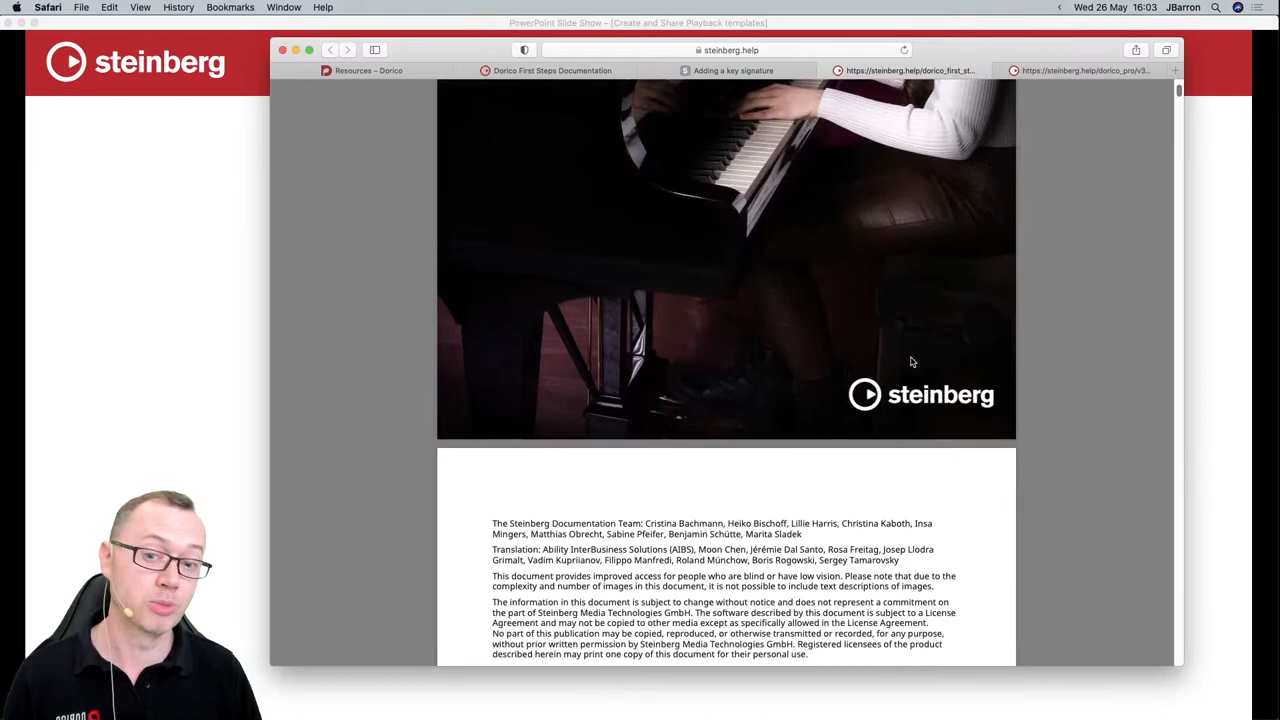 Safari File Edit View History Bookmarks Window Help
Wed 26 May 16:03 JBarron
PowerPoint Slide Show – [Create and Share Playback templates]
steinberg
steinberg.help
Resources – Dorico
Dorico First Steps Documentation
Adding a key signature
https://steinberg.help/dorico_first_st...
https://steinberg.help/dorico_pro/v3...
steinberg
The Steinberg Documentation Team: Cristina Bachmann, Heiko Bischoff, Lillie Harris, Christina Kaboth, Insa
Mingers, Matthias Obrecht, Sabine Pfeifer, Benjamin Schütte, Marita Sladek
Translation: Ability InterBusiness Solutions (AIBS), Moon Chen, Jérémie Dal Santo, Rosa Freitag, Josep Llodra
Grimalt, Vadim Kupriianov, Filippo Manfredi, Roland Münchow, Boris Rogowski, Sergey Tamarovsky
This document provides improved access for people who are blind or have low vision. Please note that due to the
complexity and number of images in this document, it is not possible to include text descriptions of images.
The information in this document is subject to change without notice and does not represent a commitment on
the part of Steinberg Media Technologies GmbH. The software described by this document is subject to a License
Agreement and may not be copied to other media except as specifically allowed in the License Agreement.
No part of this publication may be copied, reproduced, or otherwise transmitted or recorded, for any purpose,
without prior written permission by Steinberg Media Technologies GmbH. Registered licensees of the product
described herein may print one copy of this document for their personal use.